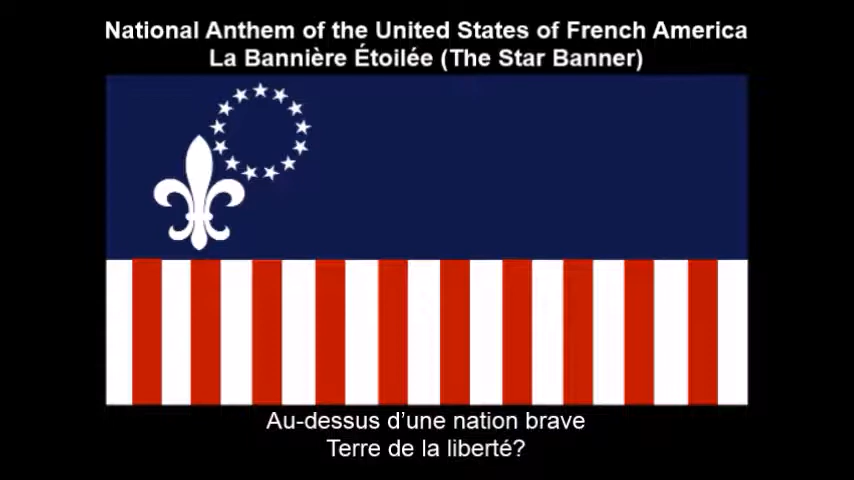 National Anthem of the United States of French America
La Bannière Étoilée (The Star Banner)
Au-dessus d’une nation brave
Terre de la liberté?